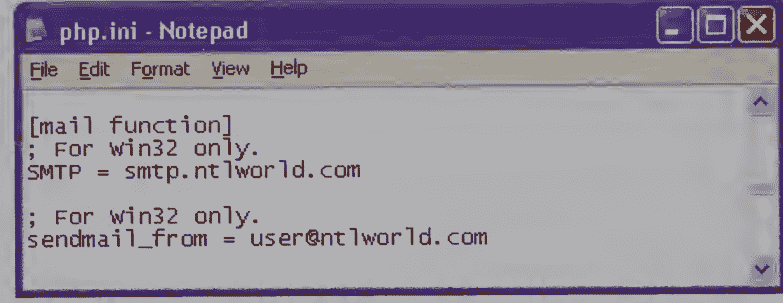 php.ini - Notepad
File Edit Format View Help
[mail function]
; For Win32 only.
SMTP = smtp.ntlworld.com
; For Win32 only.
sendmail_from = user@ntlworld.com